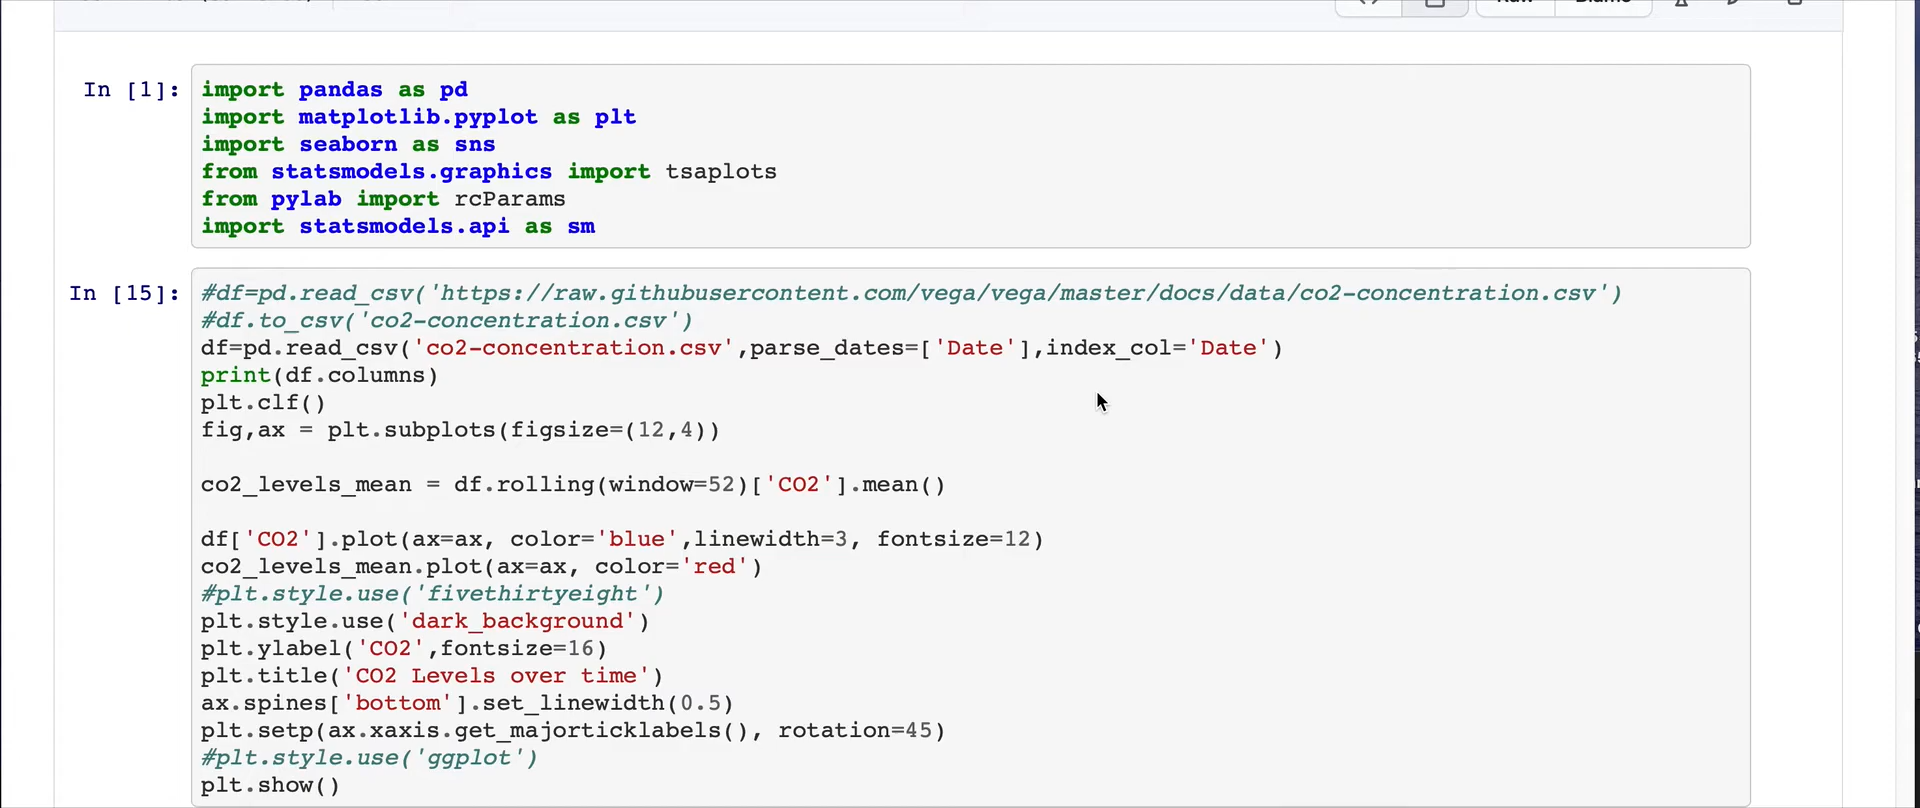 In [1]:
import pandas as pd
import matplotlib.pyplot as plt
import seaborn as sns
from statsmodels.graphics import tsaplots
from pylab import rcParams
import statsmodels.api as sm
In [15]:
#df=pd.read_csv('https://raw.githubusercontent.com/vega/vega/master/docs/data/co2-concentration.csv')
#df.to_csv('co2-concentration.csv')
df=pd.read_csv('co2-concentration.csv',parse_dates=['Date'],index_col='Date')
print(df.columns)
plt.clf()
fig,ax = plt.subplots(figsize=(12,4))
co2_levels_mean = df.rolling(window=52)['CO2'].mean()
df['CO2'].plot(ax=ax, color='blue',linewidth=3, fontsize=12)
co2_levels_mean.plot(ax=ax, color='red')
#plt.style.use('fivethirtyeight')
plt.style.use('dark_background')
plt.ylabel('CO2',fontsize=16)
plt.title('CO2 Levels over time')
ax.spines['bottom'].set_linewidth(0.5)
plt.setp(ax.xaxis.get_majorticklabels(), rotation=45)
#plt.style.use('ggplot')
plt.show()